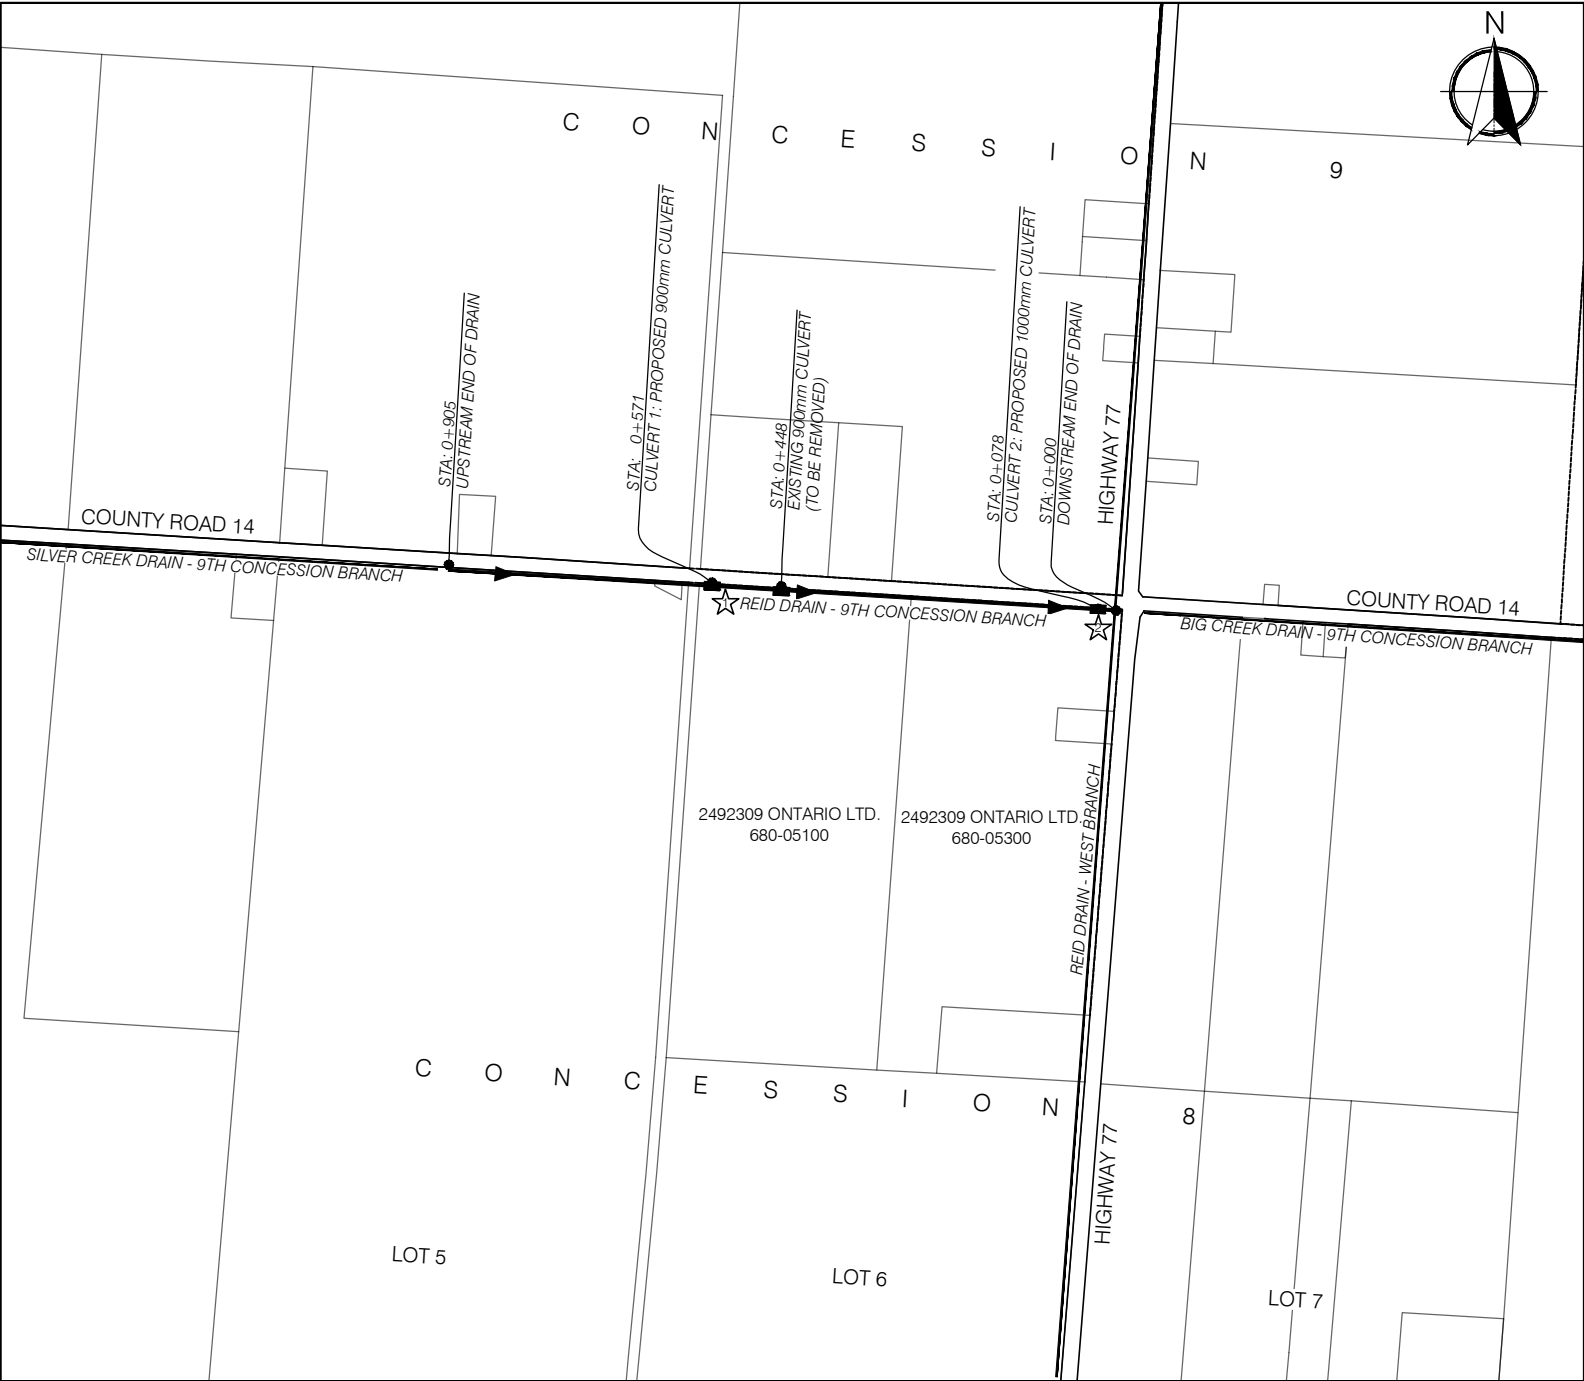 N
C O N C E S S I O N 9
STA: 0+905
UPSTREAM END OF DRAIN
STA: 0+571
CULVERT 1: PROPOSED 900mm CULVERT
STA: 0+448
EXISTING 900mm CULVERT
(TO BE REMOVED)
STA: 0+078
CULVERT 2: PROPOSED 1000mm CULVERT
STA: 0+000
DOWNSTREAM END OF DRAIN
HIGHWAY 77
COUNTY ROAD 14
SILVER CREEK DRAIN - 9TH CONCESSION BRANCH
1
REID DRAIN - 9TH CONCESSION BRANCH
2
COUNTY ROAD 14
BIG CREEK DRAIN - 9TH CONCESSION BRANCH
2492309 ONTARIO LTD.
680-05100
2492309 ONTARIO LTD.
680-05300
REID DRAIN - WEST BRANCH
C O N C E S S I O N 8
HIGHWAY 77
LOT 5
LOT 6
LOT 7